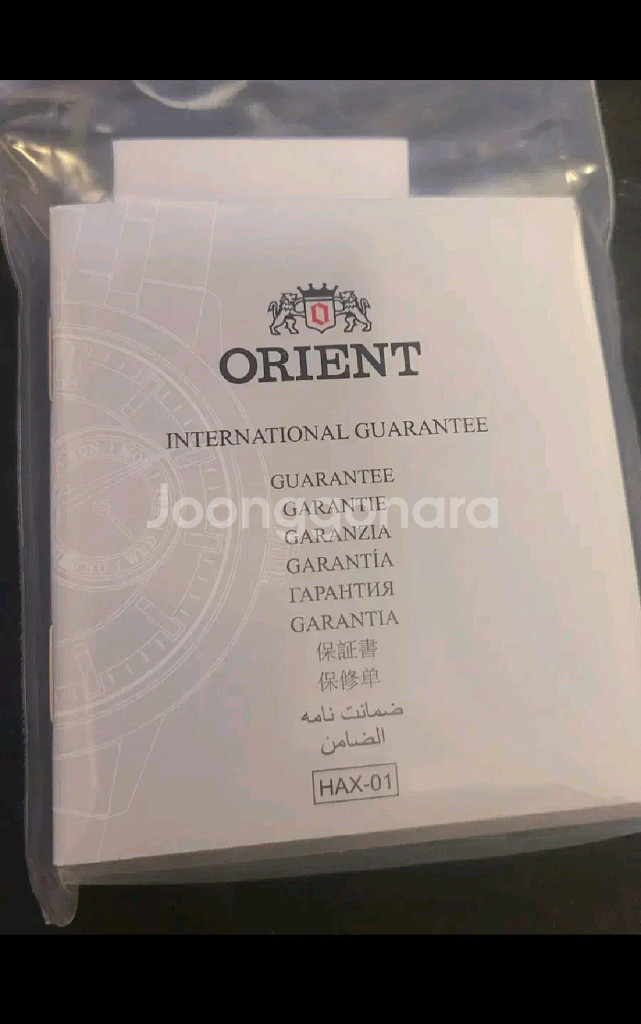 ORIENT
INTERNATIONAL GUARANTEE
GUARANTEE
GARANTIE
Joonggonara
GARANZIA
GARANTÍA
ГАРАНТИЯ
GARANTIA
保証書
保修单
ضمانت نامه
الضامن
HAX-01